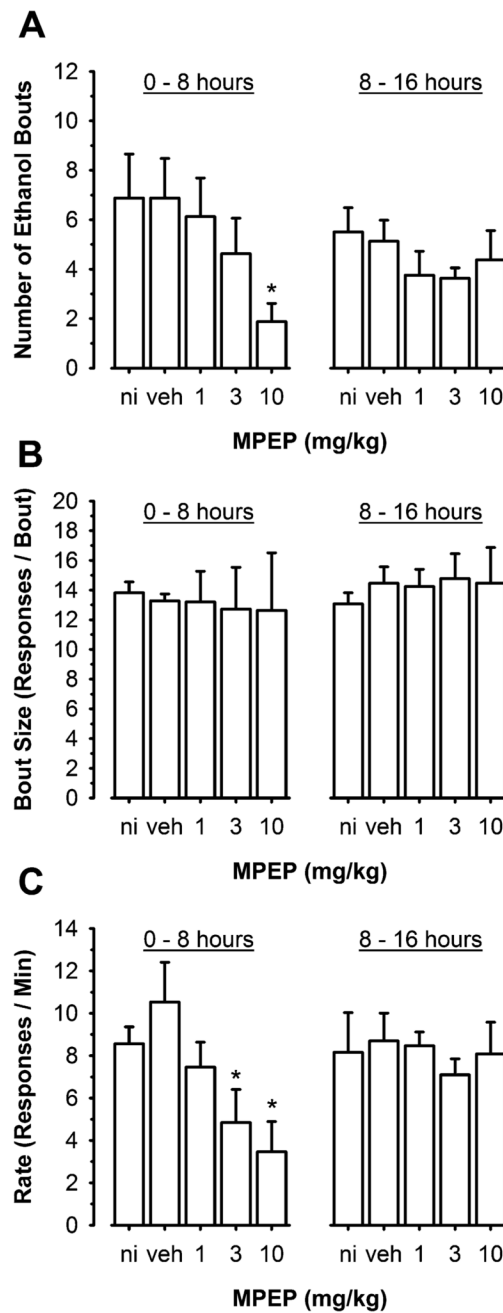 A
0 - 8 hours 8 - 16 hours
Number of Ethanol Bouts
12
10
8
6
4
2
0
*
ni veh 1 3 10 ni veh 1 3 10
MPEP (mg/kg)
B
0 - 8 hours 8 - 16 hours
Bout Size (Responses / Bout)
20
18
16
14
12
10
8
6
4
2
0
ni veh 1 3 10 ni veh 1 3 10
MPEP (mg/kg)
C
0 - 8 hours 8 - 16 hours
Rate (Responses / Min)
14
12
10
8
6
4
2
0
* *
ni veh 1 3 10 ni veh 1 3 10
MPEP (mg/kg)